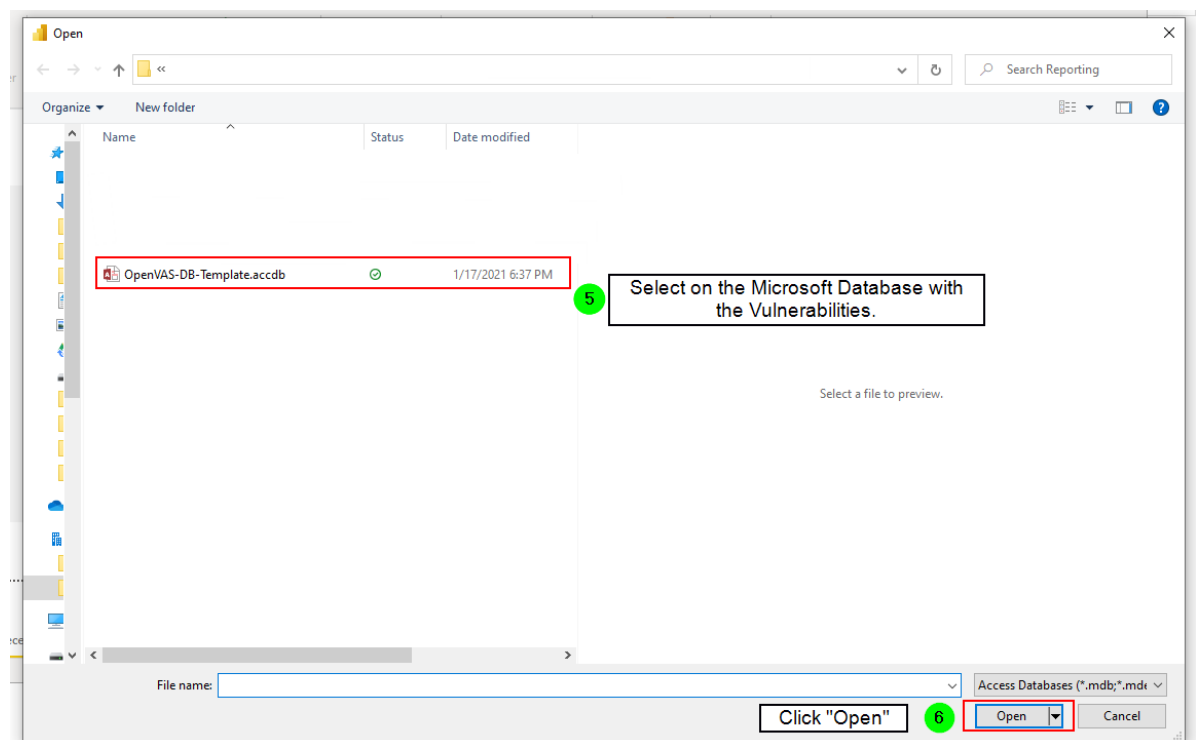 Open
«
Search Reporting
Organize
New folder
Name
Status
Date modified
OpenVAS-DB-Template.accdb
1/17/2021 6:37 PM
5
Select on the Microsoft Database with
the Vulnerabilities.
Select a file to preview.
File name:
Access Databases (*.mdb;*.mde
Click "Open"
6
Open
Cancel